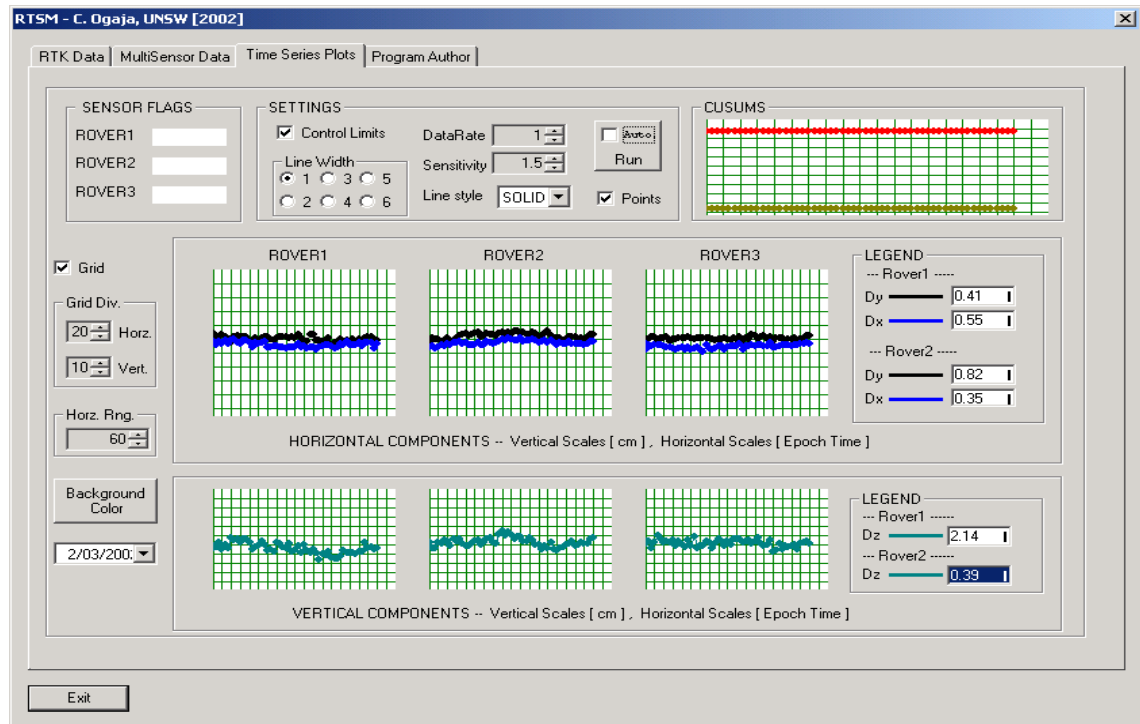 RTSM - C. Ogaja, UNSW [2002]
RTK Data
MultiSensor Data
Time Series Plots
Program Author
SENSOR FLAGS
ROVER1
ROVER2
ROVER3
SETTINGS
Control Limits
Line Width
1 3 5
2 4 6
DataRate 1
Sensitivity 1.5
Line style SOLID
Auto
Run
Points
CUSUMS
Grid
Grid Div.
20 Horz.
10 Vert.
Horz. Rng.
60
Background
Color
2/03/200
ROVER1
ROVER2
ROVER3
HORIZONTAL COMPONENTS -- Vertical Scales [ cm ] , Horizontal Scales [ Epoch Time ]
LEGEND
--- Rover1 -----
Dy 0.41
Dx 0.55
--- Rover2 -----
Dy 0.82
Dx 0.35
VERTICAL COMPONENTS -- Vertical Scales [ cm ] , Horizontal Scales [ Epoch Time ]
LEGEND
--- Rover1 ------
Dz 2.14
--- Rover2 ------
Dz 0.39
Exit